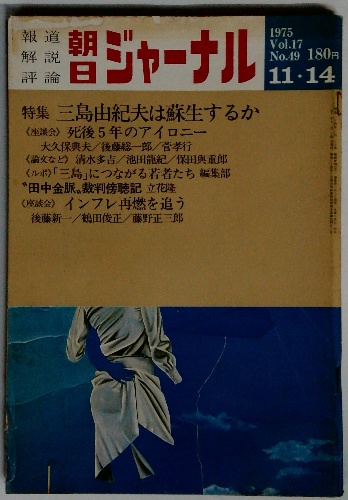 報道
解説
評論
朝日ジャーナル
1975
Vol.17
No.49 180円
11・14
特集 三島由紀夫は蘇生するか
《座談会》死後5年のアイロニー
大久保典夫／後藤総一郎／菅孝行
《論文など》清水多吉／池田龍紀／保田與重郎
《ルポ》「三島」につながる若者たち 編集部
"田中金脈"裁判傍聴記 立花隆
《座談会》インフレ再燃を追う
後藤新一／鶴田俊正／藤野正三郎